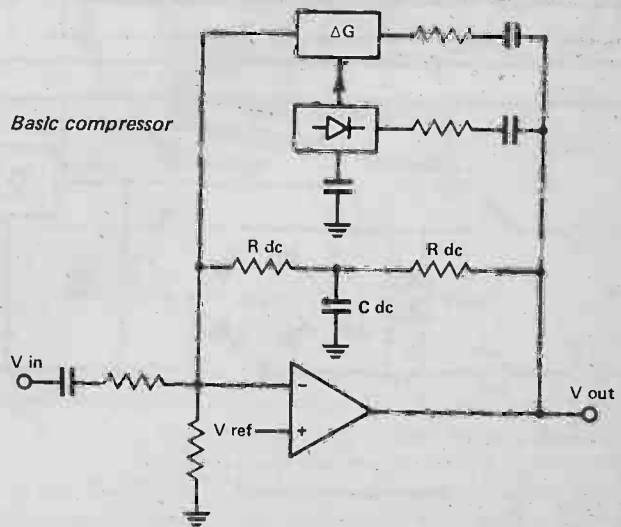 ΔG
Basic compressor
R dc
R dc
C dc
V in
V out
V ref
−
+